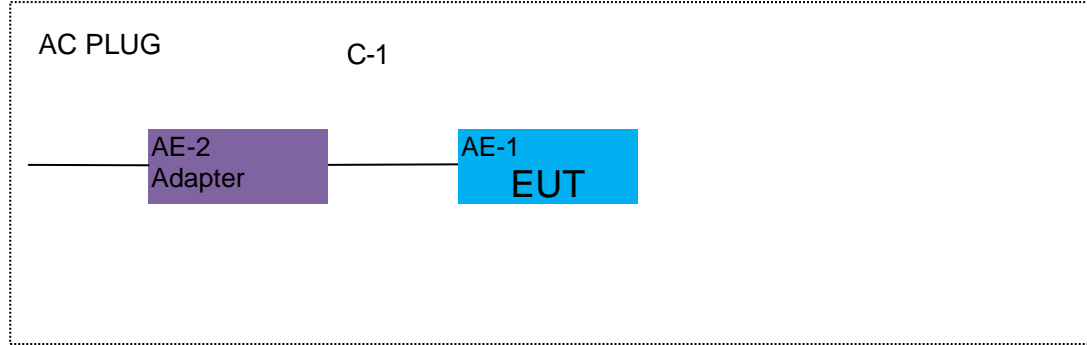 AC PLUG
C-1
AE-2
Adapter
AE-1
EUT